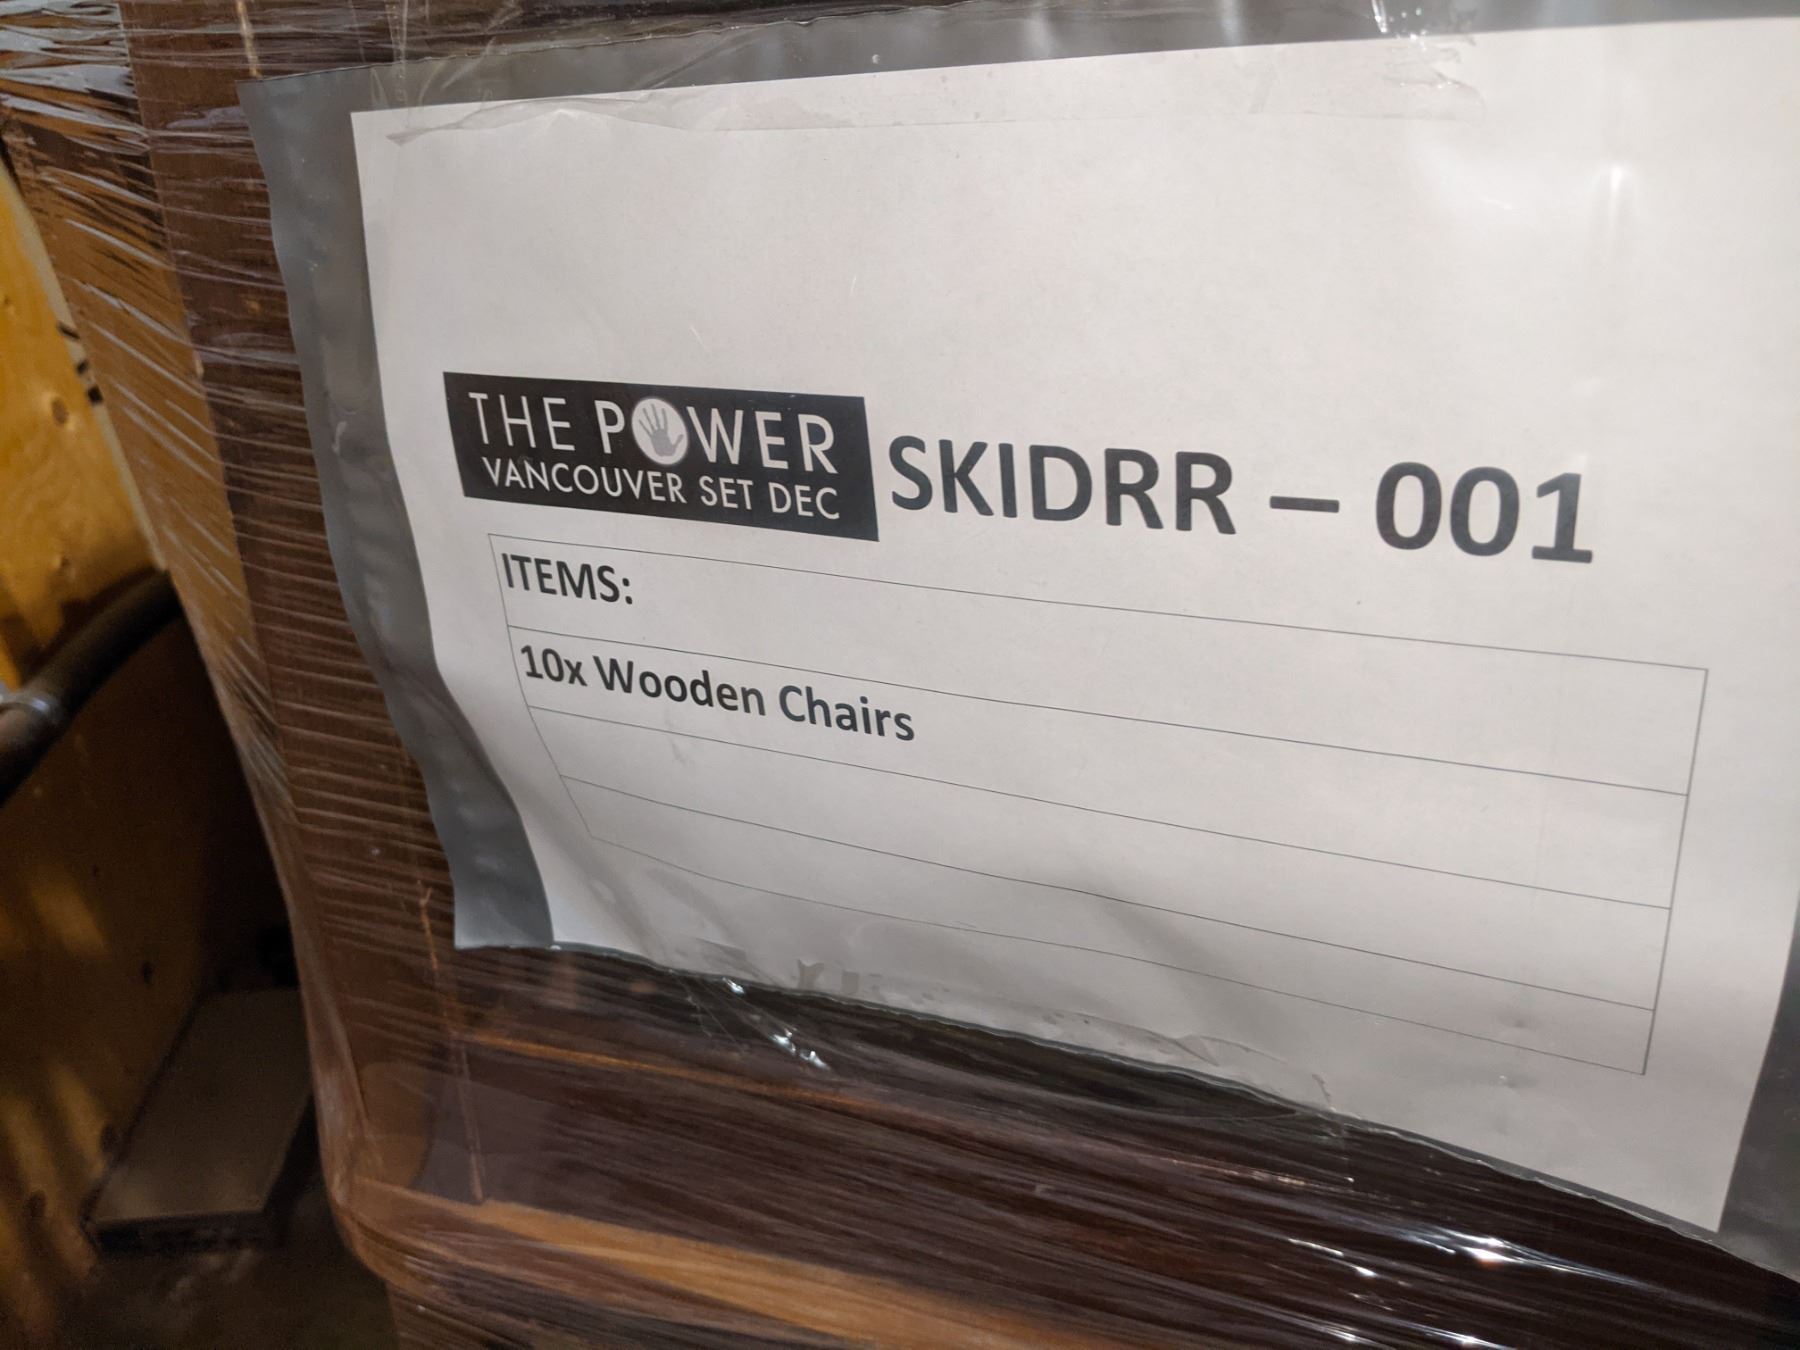 THE POWER
VANCOUVER SET DEC
SKIDRR – 001
ITEMS:
10x Wooden Chairs